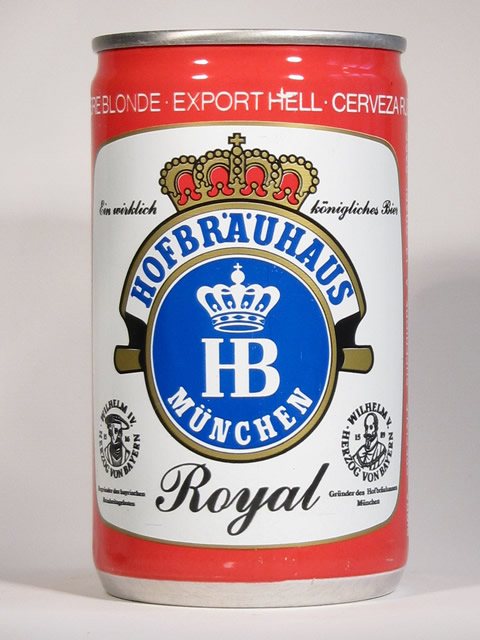 BLONDE · EXPORT HELL · CERVEZA RU
Ein wirklich königliches Bier
HOFBRÄUHAUS
HB
MÜNCHEN
WILHELM IV.
HERZOG VON BAYERN
WILHELM V.
HERZOG VON BAYERN
Royal
Gründer des Hofbräuhauses
München